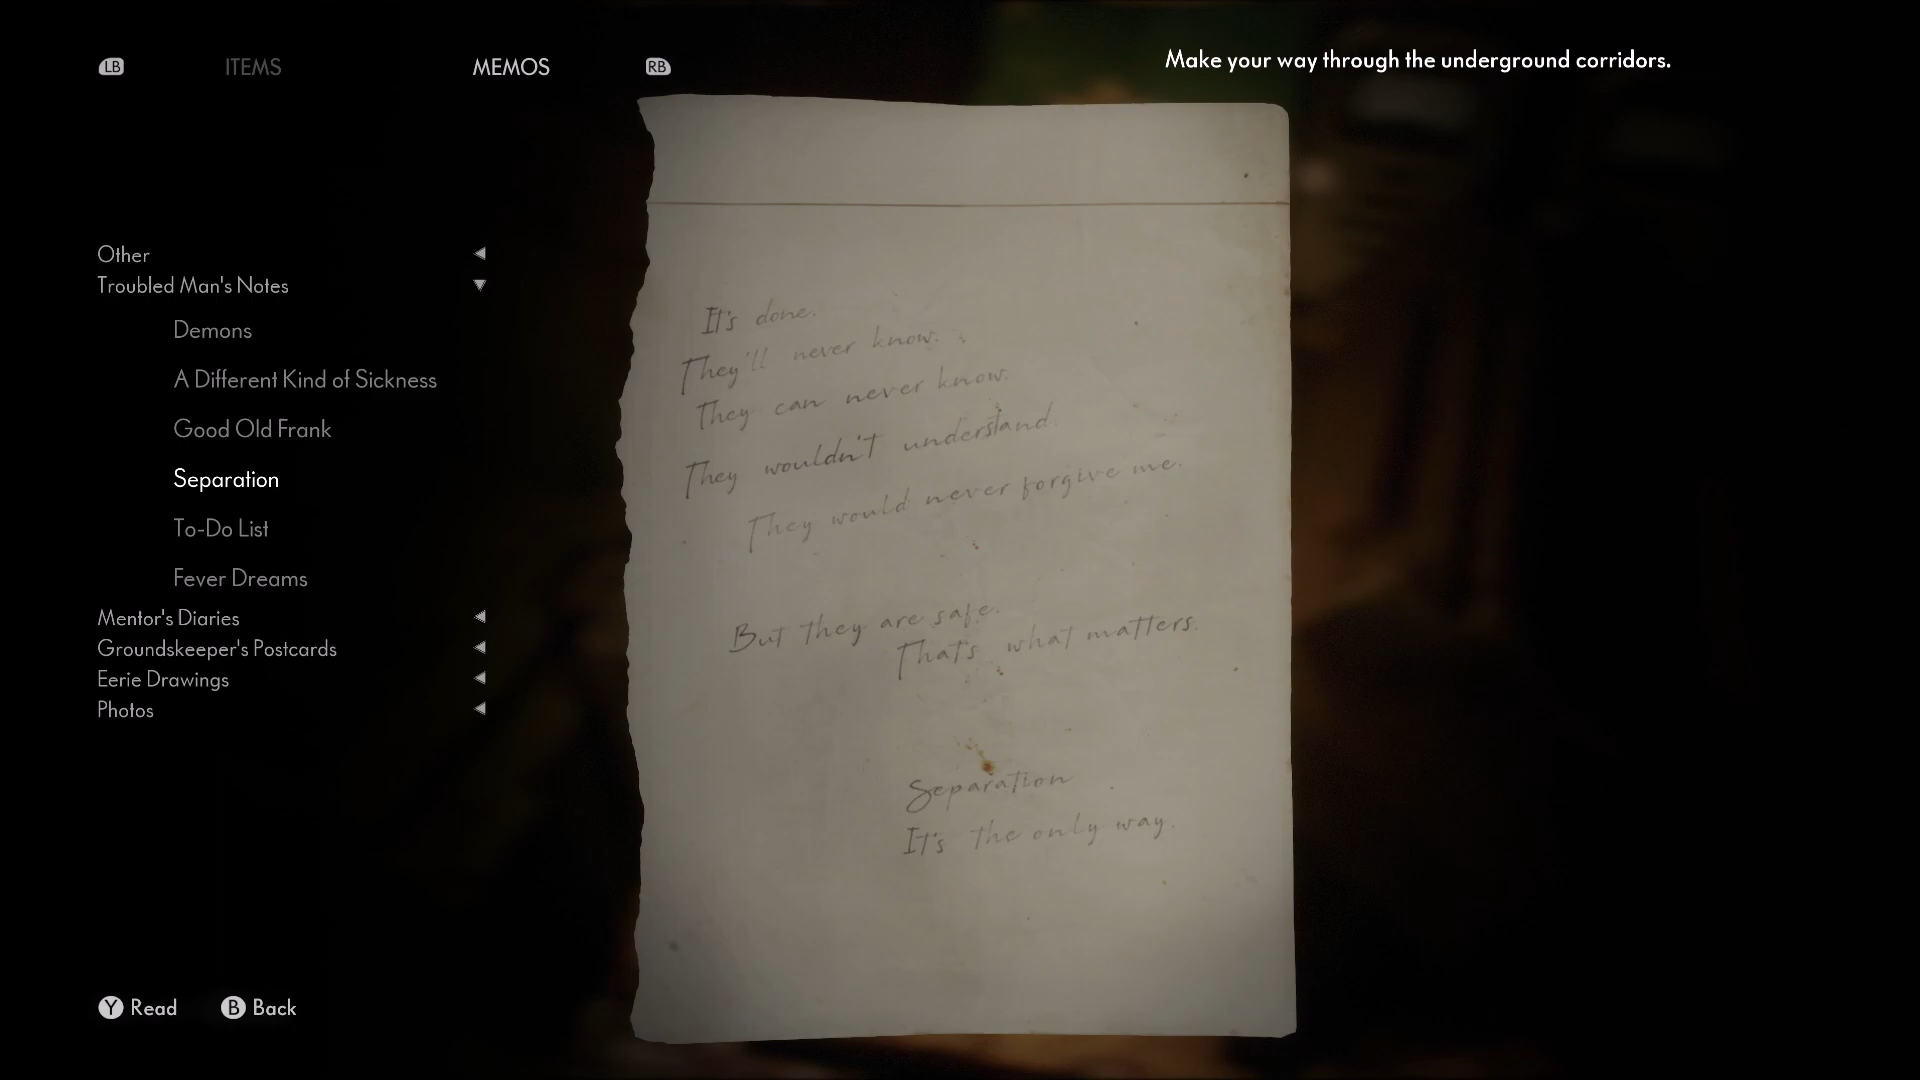 LB ITEMS MEMOS RB
Make your way through the underground corridors.
Other
Troubled Man's Notes
Demons
A Different Kind of Sickness
Good Old Frank
Separation
To-Do List
Fever Dreams
Mentor's Diaries
Groundskeeper's Postcards
Eerie Drawings
Photos
It's done.
They'll never know.
They can never know.
They wouldn't understand.
They would never forgive me.
But they are safe.
That's what matters.
Separation
It's the only way.
Y Read B Back